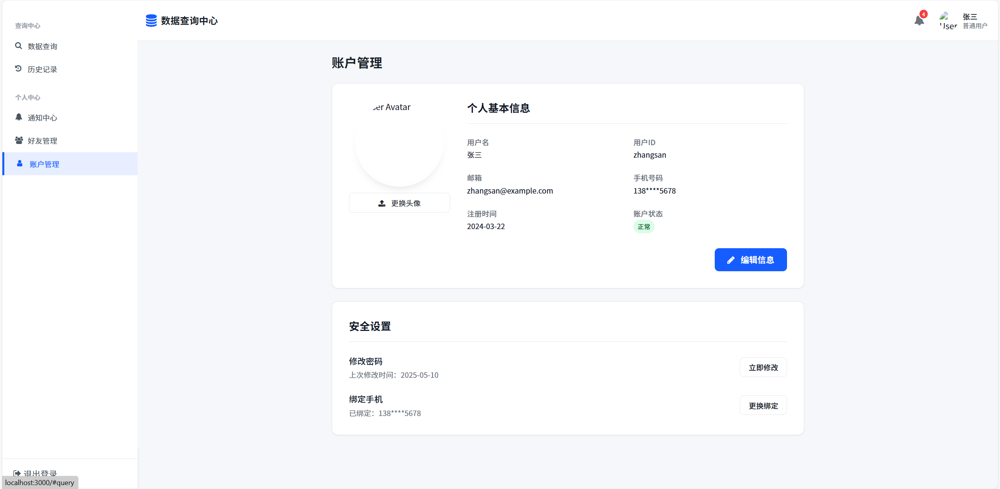 查询中心
数据查询
历史记录
个人中心
通知中心
好友管理
账户管理
退出登录
localhost:3000/#query
数据查询中心
4
User
张三
普通用户
账户管理
ser Avatar
更换头像
个人基本信息
用户名
张三
用户ID
zhangsan
邮箱
zhangsan@example.com
手机号码
138****5678
注册时间
2024-03-22
账户状态
正常
编辑信息
安全设置
修改密码
上次修改时间：2025-05-10
立即修改
绑定手机
已绑定：138****5678
更换绑定